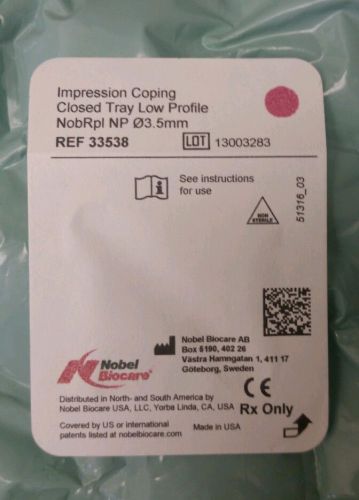 Impression Coping
Closed Tray Low Profile
NobRpl NP Ø3.5mm
REF 33538 LOT 13003283
See instructions
for use
NON
STERILE
51316_03
Nobel Biocare AB
Box 5190, 402 26
Västra Hamngatan 1, 411 17
Göteborg, Sweden
Nobel
Biocare®
CE
Distributed in North- and South America by
Nobel Biocare USA, LLC, Yorba Linda, CA, USA
Rx Only
Covered by US or international
patents listed at nobelbiocare.com
Made in USA